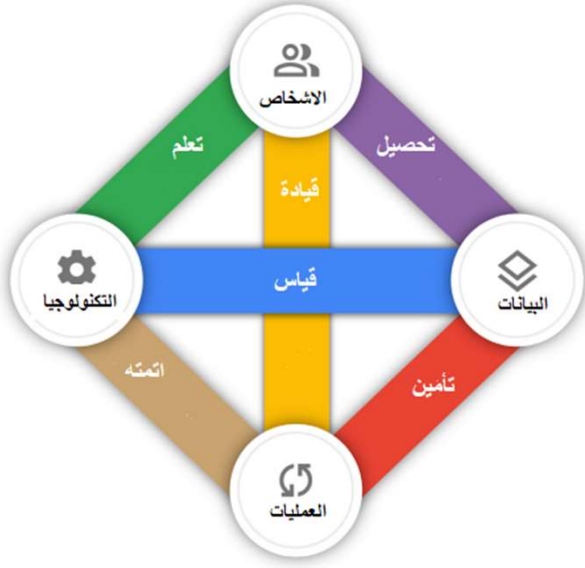 الاشخاص
تحصيل
تعلم
قيادة
البيانات
قياس
التكنولوجيا
تأمين
اتمته
العمليات